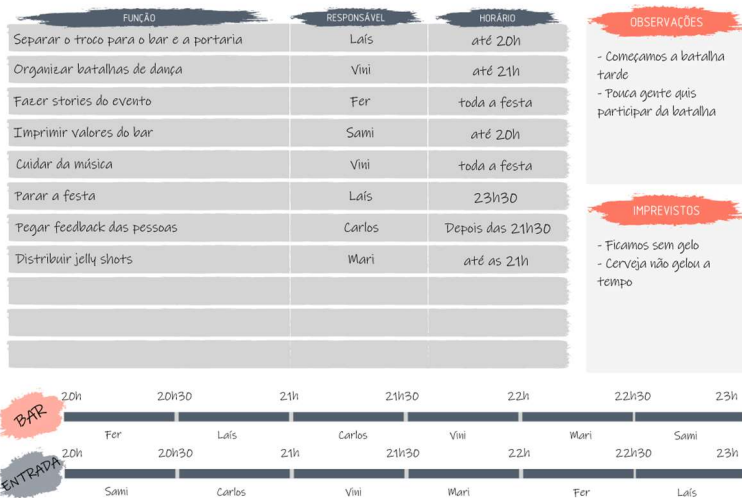 FUNÇÃO RESPONSÁVEL HORÁRIO
Separar o troco para o bar e a portaria Laís até 20h
Organizar batalhas de dança Vini até 21h
Fazer stories do evento Fer toda a festa
Imprimir valores do bar Sami até 20h
Cuidar da música Vini toda a festa
Parar a festa Laís 23h30
Pegar feedback das pessoas Carlos Depois das 21h30
Distribuir jelly shots Mari até as 21h
OBSERVAÇÕES
- Começamos a batalha
tarde
- Pouca gente quis
participar da batalha
IMPREVISTOS
- Ficamos sem gelo
- Cerveja não gelou a
tempo
BAR
20h 20h30 21h 21h30 22h 22h30 23h
Fer Laís Carlos Vini Mari Sami
ENTRADA
20h 20h30 21h 21h30 22h 22h30 23h
Sami Carlos Vini Mari Fer Laís